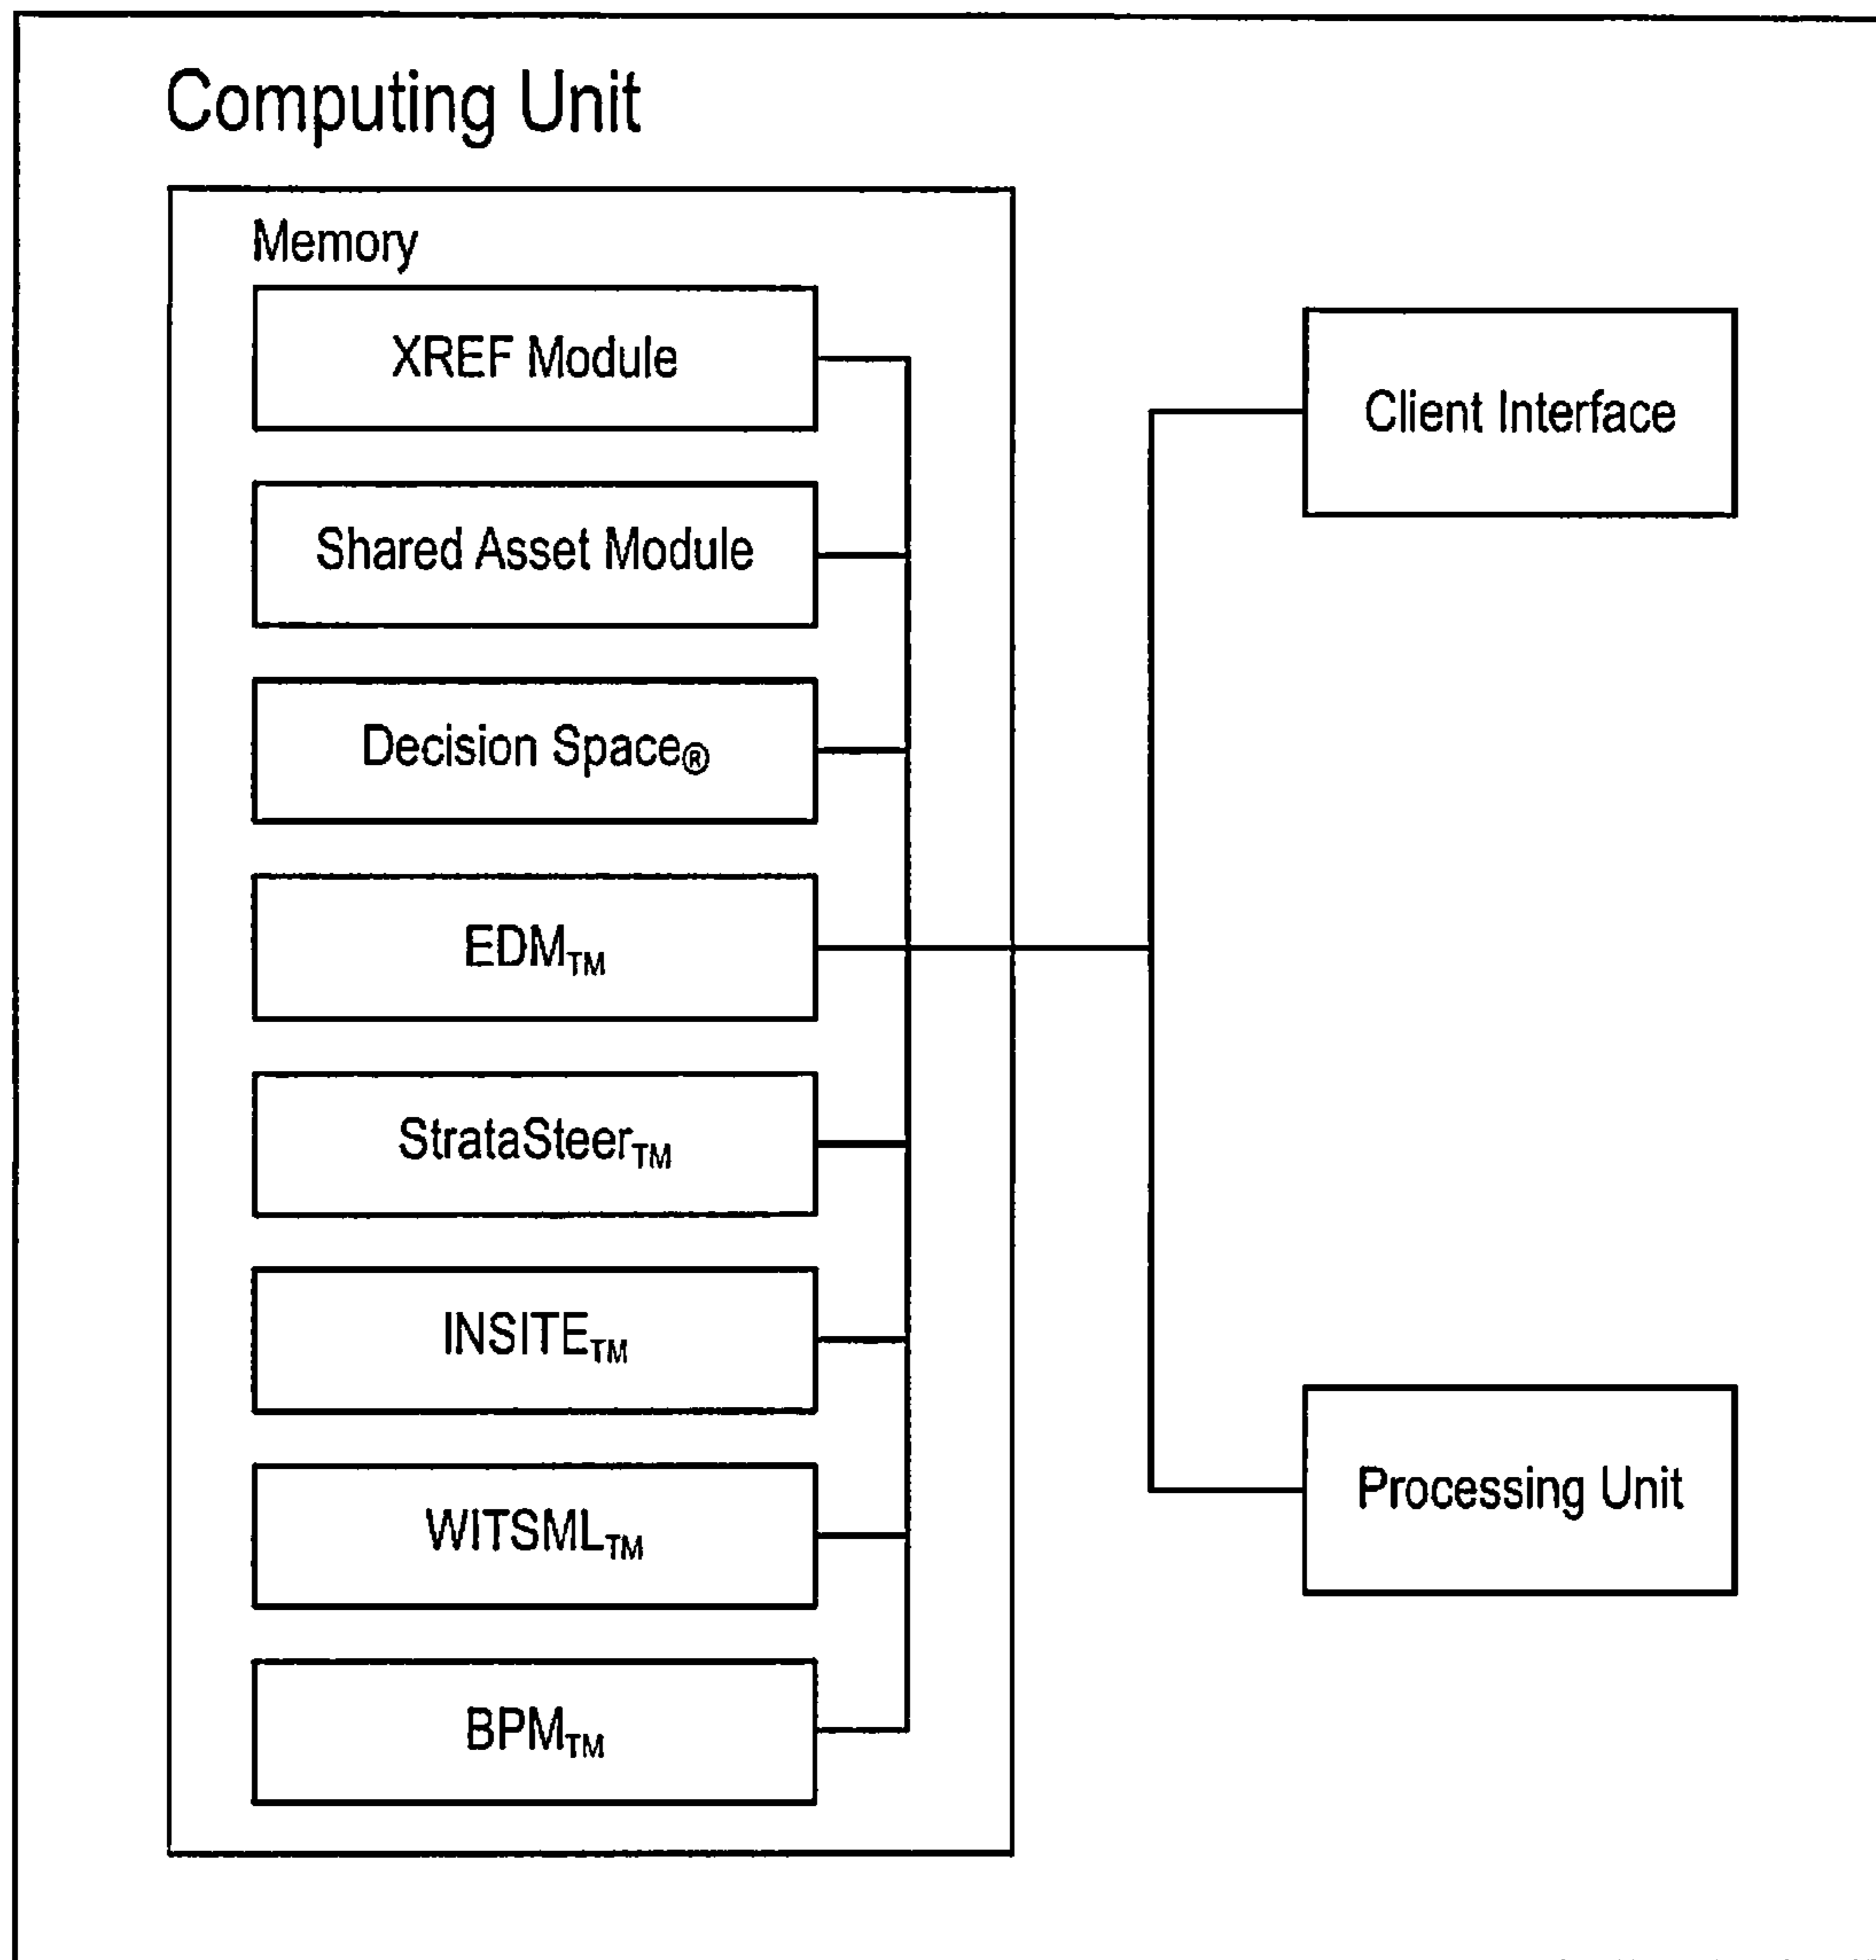 Computing Unit
Memory
XREF Module
Shared Asset Module
Decision Space®
EDM™
StrataSteer™
INSITE™
WITSML™
BPM™
Client Interface
Processing Unit